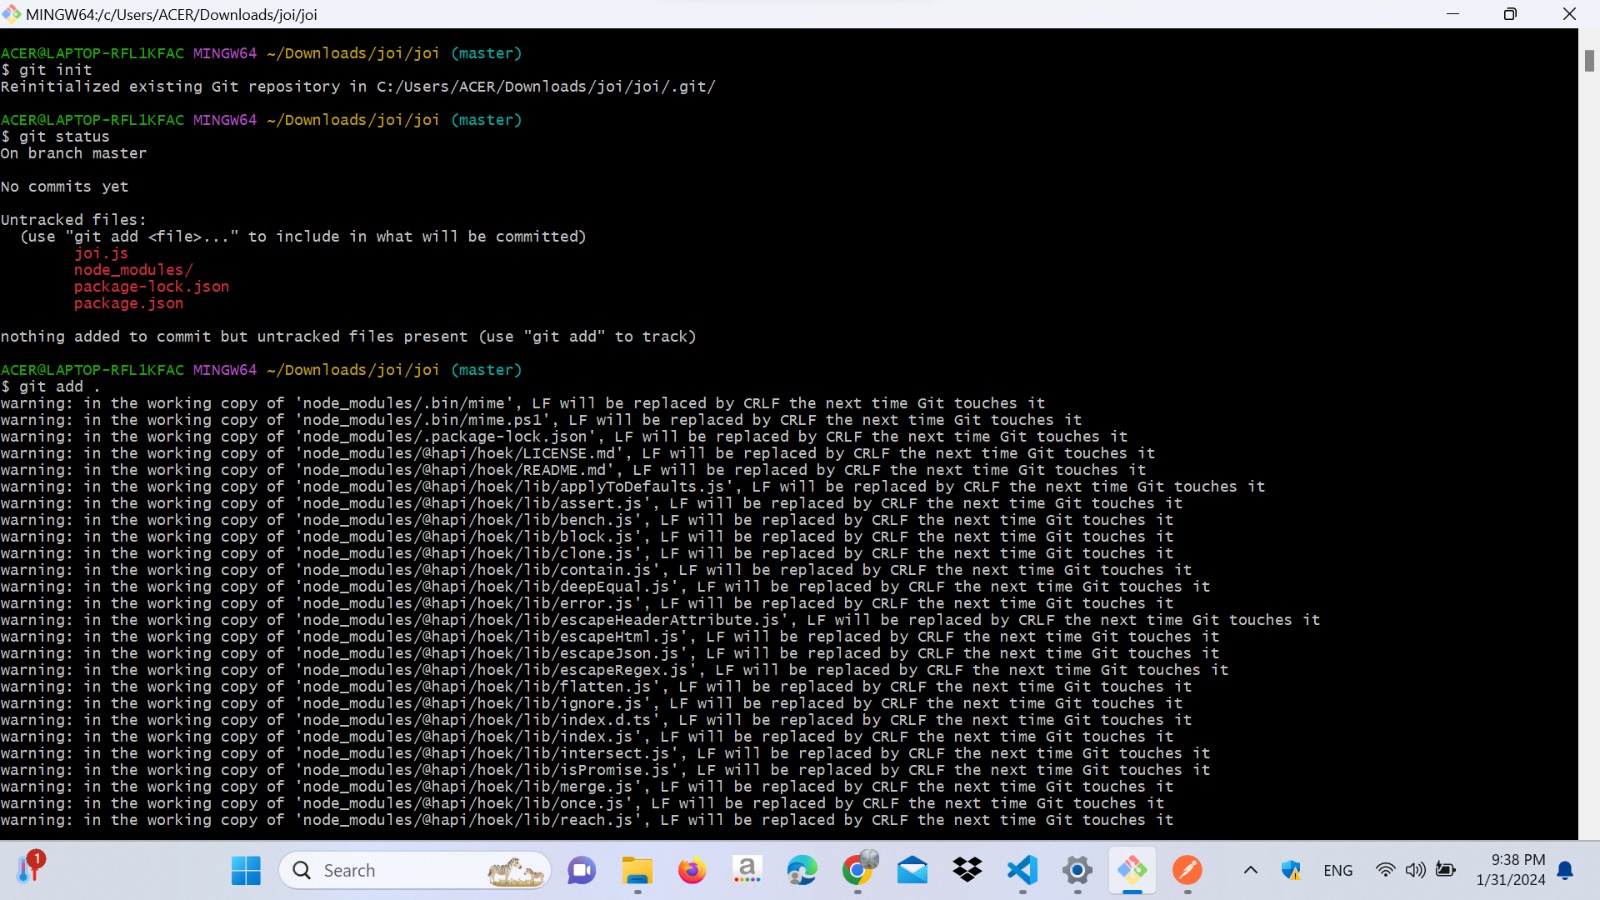 MINGW64:/c/Users/ACER/Downloads/joi/joi
ACER@LAPTOP-RFL1KFAC MINGW64 ~/Downloads/joi/joi (master)
$ git init
Reinitialized existing Git repository in C:/Users/ACER/Downloads/joi/joi/.git/
ACER@LAPTOP-RFL1KFAC MINGW64 ~/Downloads/joi/joi (master)
$ git status
On branch master
No commits yet
Untracked files:
(use "git add <file>..." to include in what will be committed)
joi.js
node_modules/
package-lock.json
package.json
nothing added to commit but untracked files present (use "git add" to track)
ACER@LAPTOP-RFL1KFAC MINGW64 ~/Downloads/joi/joi (master)
$ git add .
warning: in the working copy of 'node_modules/.bin/mime', LF will be replaced by CRLF the next time Git touches it
warning: in the working copy of 'node_modules/.bin/mime.ps1', LF will be replaced by CRLF the next time Git touches it
warning: in the working copy of 'node_modules/.package-lock.json', LF will be replaced by CRLF the next time Git touches it
warning: in the working copy of 'node_modules/@hapi/hoek/LICENSE.md', LF will be replaced by CRLF the next time Git touches it
warning: in the working copy of 'node_modules/@hapi/hoek/README.md', LF will be replaced by CRLF the next time Git touches it
warning: in the working copy of 'node_modules/@hapi/hoek/lib/applyToDefaults.js', LF will be replaced by CRLF the next time Git touches it
warning: in the working copy of 'node_modules/@hapi/hoek/lib/assert.js', LF will be replaced by CRLF the next time Git touches it
warning: in the working copy of 'node_modules/@hapi/hoek/lib/bench.js', LF will be replaced by CRLF the next time Git touches it
warning: in the working copy of 'node_modules/@hapi/hoek/lib/block.js', LF will be replaced by CRLF the next time Git touches it
warning: in the working copy of 'node_modules/@hapi/hoek/lib/clone.js', LF will be replaced by CRLF the next time Git touches it
warning: in the working copy of 'node_modules/@hapi/hoek/lib/contain.js', LF will be replaced by CRLF the next time Git touches it
warning: in the working copy of 'node_modules/@hapi/hoek/lib/deepEqual.js', LF will be replaced by CRLF the next time Git touches it
warning: in the working copy of 'node_modules/@hapi/hoek/lib/error.js', LF will be replaced by CRLF the next time Git touches it
warning: in the working copy of 'node_modules/@hapi/hoek/lib/escapeHeaderAttribute.js', LF will be replaced by CRLF the next time Git touches it
warning: in the working copy of 'node_modules/@hapi/hoek/lib/escapeHtml.js', LF will be replaced by CRLF the next time Git touches it
warning: in the working copy of 'node_modules/@hapi/hoek/lib/escapeJson.js', LF will be replaced by CRLF the next time Git touches it
warning: in the working copy of 'node_modules/@hapi/hoek/lib/escapeRegex.js', LF will be replaced by CRLF the next time Git touches it
warning: in the working copy of 'node_modules/@hapi/hoek/lib/flatten.js', LF will be replaced by CRLF the next time Git touches it
warning: in the working copy of 'node_modules/@hapi/hoek/lib/ignore.js', LF will be replaced by CRLF the next time Git touches it
warning: in the working copy of 'node_modules/@hapi/hoek/lib/index.d.ts', LF will be replaced by CRLF the next time Git touches it
warning: in the working copy of 'node_modules/@hapi/hoek/lib/index.js', LF will be replaced by CRLF the next time Git touches it
warning: in the working copy of 'node_modules/@hapi/hoek/lib/intersect.js', LF will be replaced by CRLF the next time Git touches it
warning: in the working copy of 'node_modules/@hapi/hoek/lib/isPromise.js', LF will be replaced by CRLF the next time Git touches it
warning: in the working copy of 'node_modules/@hapi/hoek/lib/merge.js', LF will be replaced by CRLF the next time Git touches it
warning: in the working copy of 'node_modules/@hapi/hoek/lib/once.js', LF will be replaced by CRLF the next time Git touches it
warning: in the working copy of 'node_modules/@hapi/hoek/lib/reach.js', LF will be replaced by CRLF the next time Git touches it
1
Search
a
ENG
9:38 PM
1/31/2024